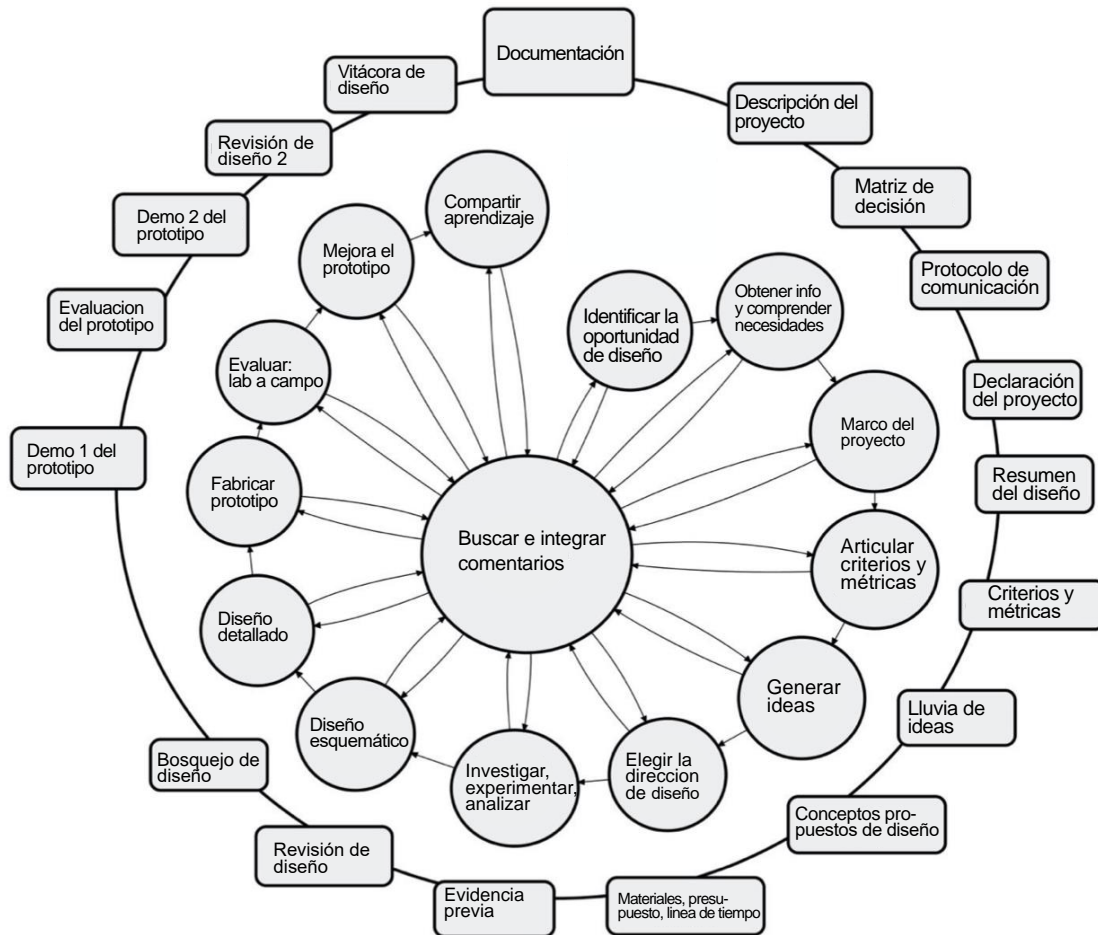 Documentación
Descripción del
proyecto
Matriz de
decisión
Protocolo de
comunicación
Declaración
del proyecto
Resumen
del diseño
Criterios y
métricas
Lluvia de
ideas
Conceptos pro-
puestos de diseño
Materiales, presu-
puesto, linea de tiempo
Evidencia
previa
Revisión de
diseño
Bosquejo de
diseño
Demo 1 del
prototipo
Evaluacion
del prototipo
Demo 2 del
prototipo
Revisión de
diseño 2
Vitácora de
diseño
Identificar la
oportunidad
de diseño
Obtener info
y comprender
necesidades
Marco del
proyecto
Articular
criterios y
métricas
Generar
ideas
Elegir la
direccion
de diseño
Investigar,
experimentar,
analizar
Diseño
esquemático
Diseño
detallado
Fabricar
prototipo
Evaluar:
lab a campo
Mejora el
prototipo
Compartir
aprendizaje
Buscar e integrar
comentarios